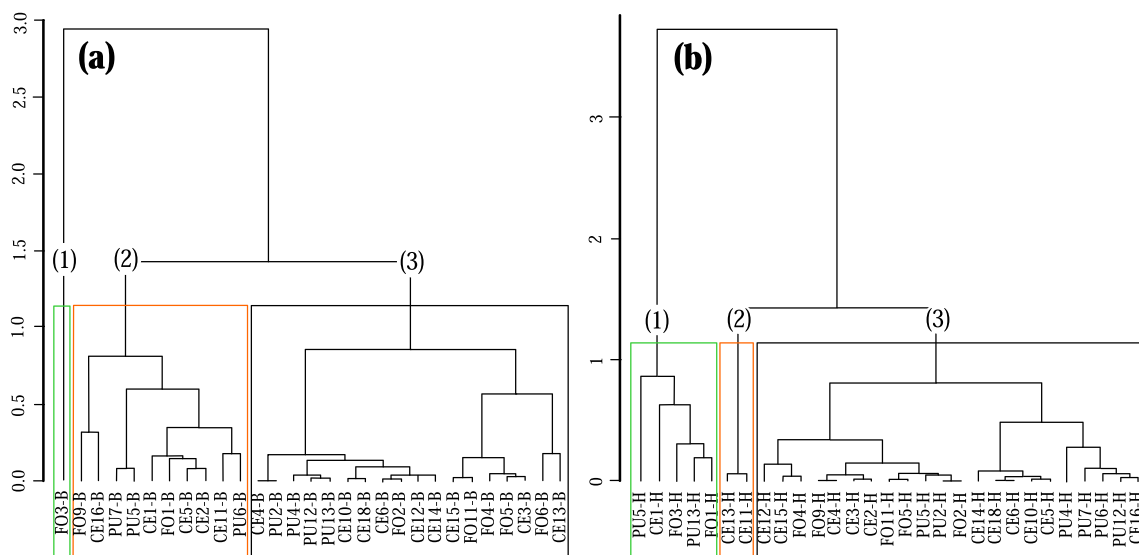 3.0
2.5
2.0
1.5
1.0
0.5
0.0
(a)
(1)
(2)
(3)
FO3-B
FO9-B
CE16-B
PU7-B
PU5-B
CE1-B
FO1-B
CE5-B
CE2-B
CE11-B
PU6-B
CE4-B
PU2-B
PU4-B
PU12-B
PU13-B
CE10-B
CE18-B
CE6-B
FO2-B
CE12-B
CE14-B
CE15-B
FO11-B
FO4-B
FO5-B
CE3-B
FO6-B
CE13-B
3
2
1
0
(b)
(1)
(2)
(3)
PU5-H
CE1-H
FO3-H
PU13-H
FO1-H
CE13-H
CE11-H
CE12-H
CE15-H
FO4-H
FO9-H
CE4-H
CE3-H
CE2-H
FO11-H
FO5-H
PU5-H
PU2-H
FO2-H
CE14-H
CE18-H
CE6-H
CE10-H
CE5-H
PU4-H
PU7-H
PU6-H
PU12-H
CE16-H